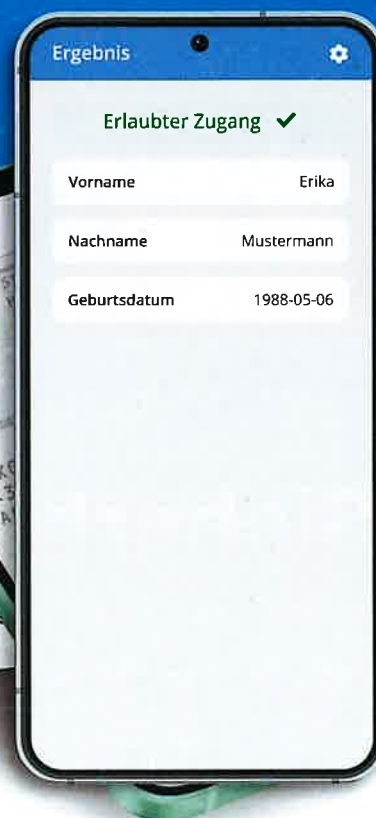 Ergebnis
Erlaubter Zugang ✔
Vorname Erika
Nachname Mustermann
Geburtsdatum 1988-05-06